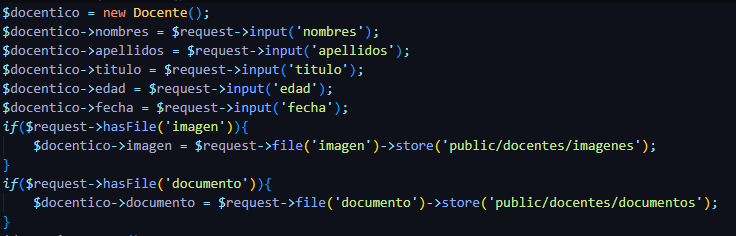 $docentico = new Docente();
$docentico->nombres = $request->input('nombres');
$docentico->apellidos = $request->input('apellidos');
$docentico->titulo = $request->input('titulo');
$docentico->edad = $request->input('edad');
$docentico->fecha = $request->input('fecha');
if($request->hasFile('imagen')){
    $docentico->imagen = $request->file('imagen')->store('public/docentes/imagenes');
}
if($request->hasFile('documento')){
    $docentico->documento = $request->file('documento')->store('public/docentes/documentos');
}